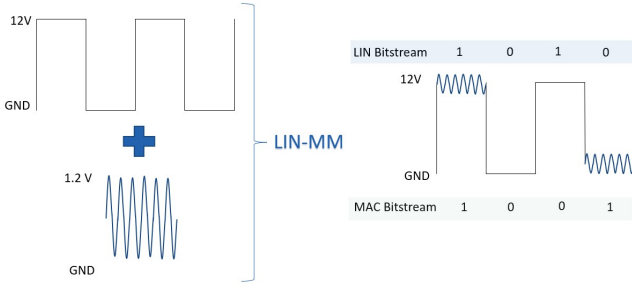 12V
GND
1.2 V
GND
LIN-MM
LIN Bitstream 1 0 1 0
12V
GND
MAC Bitstream 1 0 0 1